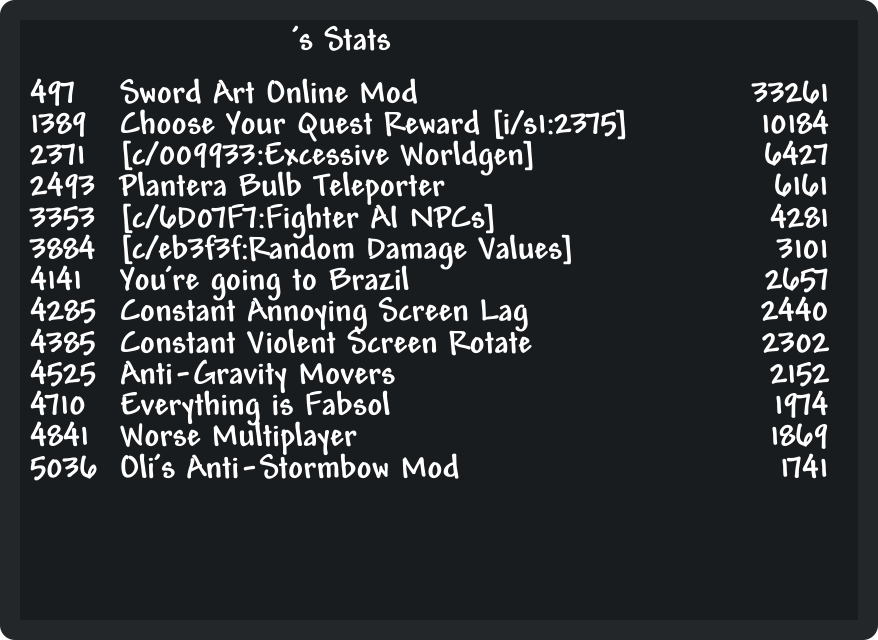 's Stats
497 Sword Art Online Mod 33261
1389 Choose Your Quest Reward [i/s1:2375] 10184
2371 [c/009933:Excessive Worldgen] 6427
2493 Plantera Bulb Teleporter 6161
3353 [c/6D07F7:Fighter AI NPCs] 4281
3884 [c/eb3f3f:Random Damage Values] 3101
4141 You're going to Brazil 2657
4285 Constant Annoying Screen Lag 2440
4385 Constant Violent Screen Rotate 2302
4525 Anti-Gravity Movers 2152
4710 Everything is Fabsol 1974
4841 Worse Multiplayer 1869
5036 Oli's Anti-Stormbow Mod 1741